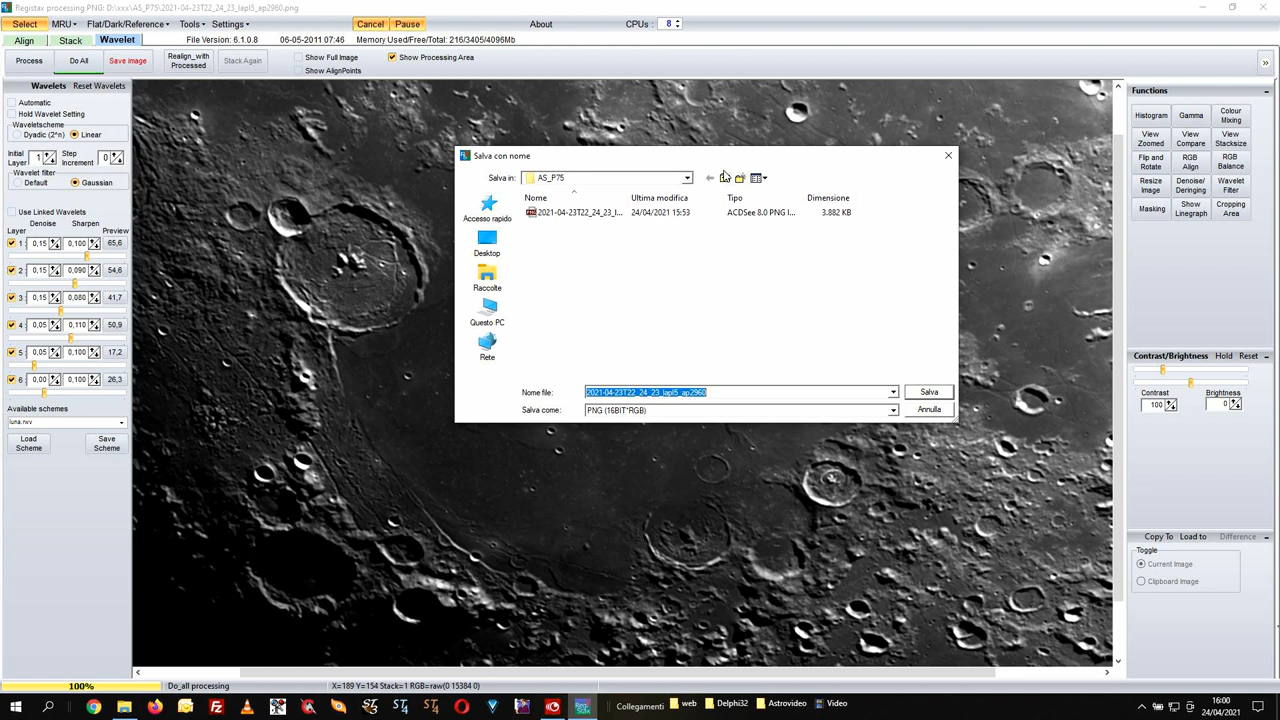 Registax processing PNG: D:\xxx\AS_P75\2021-04-23T22_24_23_lapl5_ap2960.png
Select MRU Flat/Dark/Reference Tools Settings Cancel Pause About CPUs: 8
Align Stack Wavelet File Version: 6.1.0.8 06-05-2011 07:46 Memory Used/Free/Total: 216/3405/4096Mb
Process Do All Save image Realign_with Processed Stack Again Show Full Image Show Processing Area
Show AlignPoints
Wavelets Reset Wavelets
Automatic
Hold Wavelet Setting
Waveletscheme
Dyadic (2^n) Linear
Initial Layer 1 Step Increment 0
Wavelet filter
Default Gaussian
Use Linked Wavelets
Layer Denoise Sharpen Preview
1 : 0,15 0,100 65,6
2 : 0,15 0,090 54,6
3 : 0,15 0,080 41,7
4 : 0,05 0,110 50,9
5 : 0,05 0,100 17,2
6 : 0,00 0,100 26,3
Available schemes
luna.rwv
Load Scheme Save Scheme
Salva con nome
Salva in: AS_P75
Nome Ultima modifica Tipo Dimensione
2021-04-23T22_24_23_l... 24/04/2021 15:53 ACDSee 8.0 PNG I... 3.882 KB
Accesso rapido
Desktop
Raccolte
Questo PC
Rete
Nome file: 2021-04-23T22_24_23_lapl5_ap2960 Salva
Salva come: PNG (16BIT*RGB) Annulla
Functions
Histogram Gamma Colour Mixing
View Zoomed View Compare View Stacksize
Flip and Rotate RGB Align RGB Balance
Resize Image Denoise/ Deringing Wavelet Filter
Masking Show Linegraph Cropping Area
Contrast/Brightness Hold Reset
Contrast Brightness
100 0
Copy To Load to Difference
Toggle
Current Image
Clipboard Image
100% Do_all processing X=189 Y=154 Stack=1 RGB=raw(0 15384 0)
Collegamenti web Delphi32 Astrovideo Video
16:00
24/04/2021